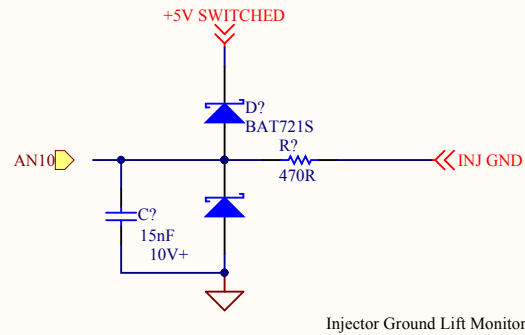 +5V SWITCHED
D?
BAT721S
R?
AN10
INJ GND
470R
C?
15nF
10V+
Injector Ground Lift Monitor